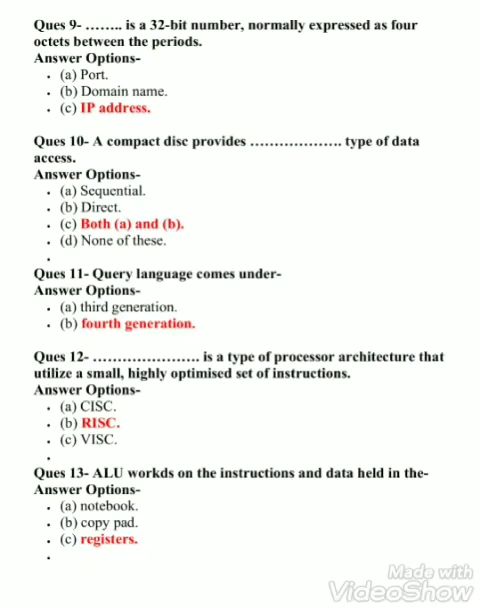 Ques 9- …….. is a 32-bit number, normally expressed as four
octets between the periods.
Answer Options-
• (a) Port.
• (b) Domain name.
• (c) IP address.
Ques 10- A compact disc provides ………………. type of data
access.
Answer Options-
• (a) Sequential.
• (b) Direct.
• (c) Both (a) and (b).
• (d) None of these.
•
Ques 11- Query language comes under-
Answer Options-
• (a) third generation.
• (b) fourth generation.
Ques 12- …………………. is a type of processor architecture that
utilize a small, highly optimised set of instructions.
Answer Options-
• (a) CISC.
• (b) RISC.
• (c) VISC.
•
Ques 13- ALU workds on the instructions and data held in the-
Answer Options-
• (a) notebook.
• (b) copy pad.
• (c) registers.
•
Made with
VideoShow